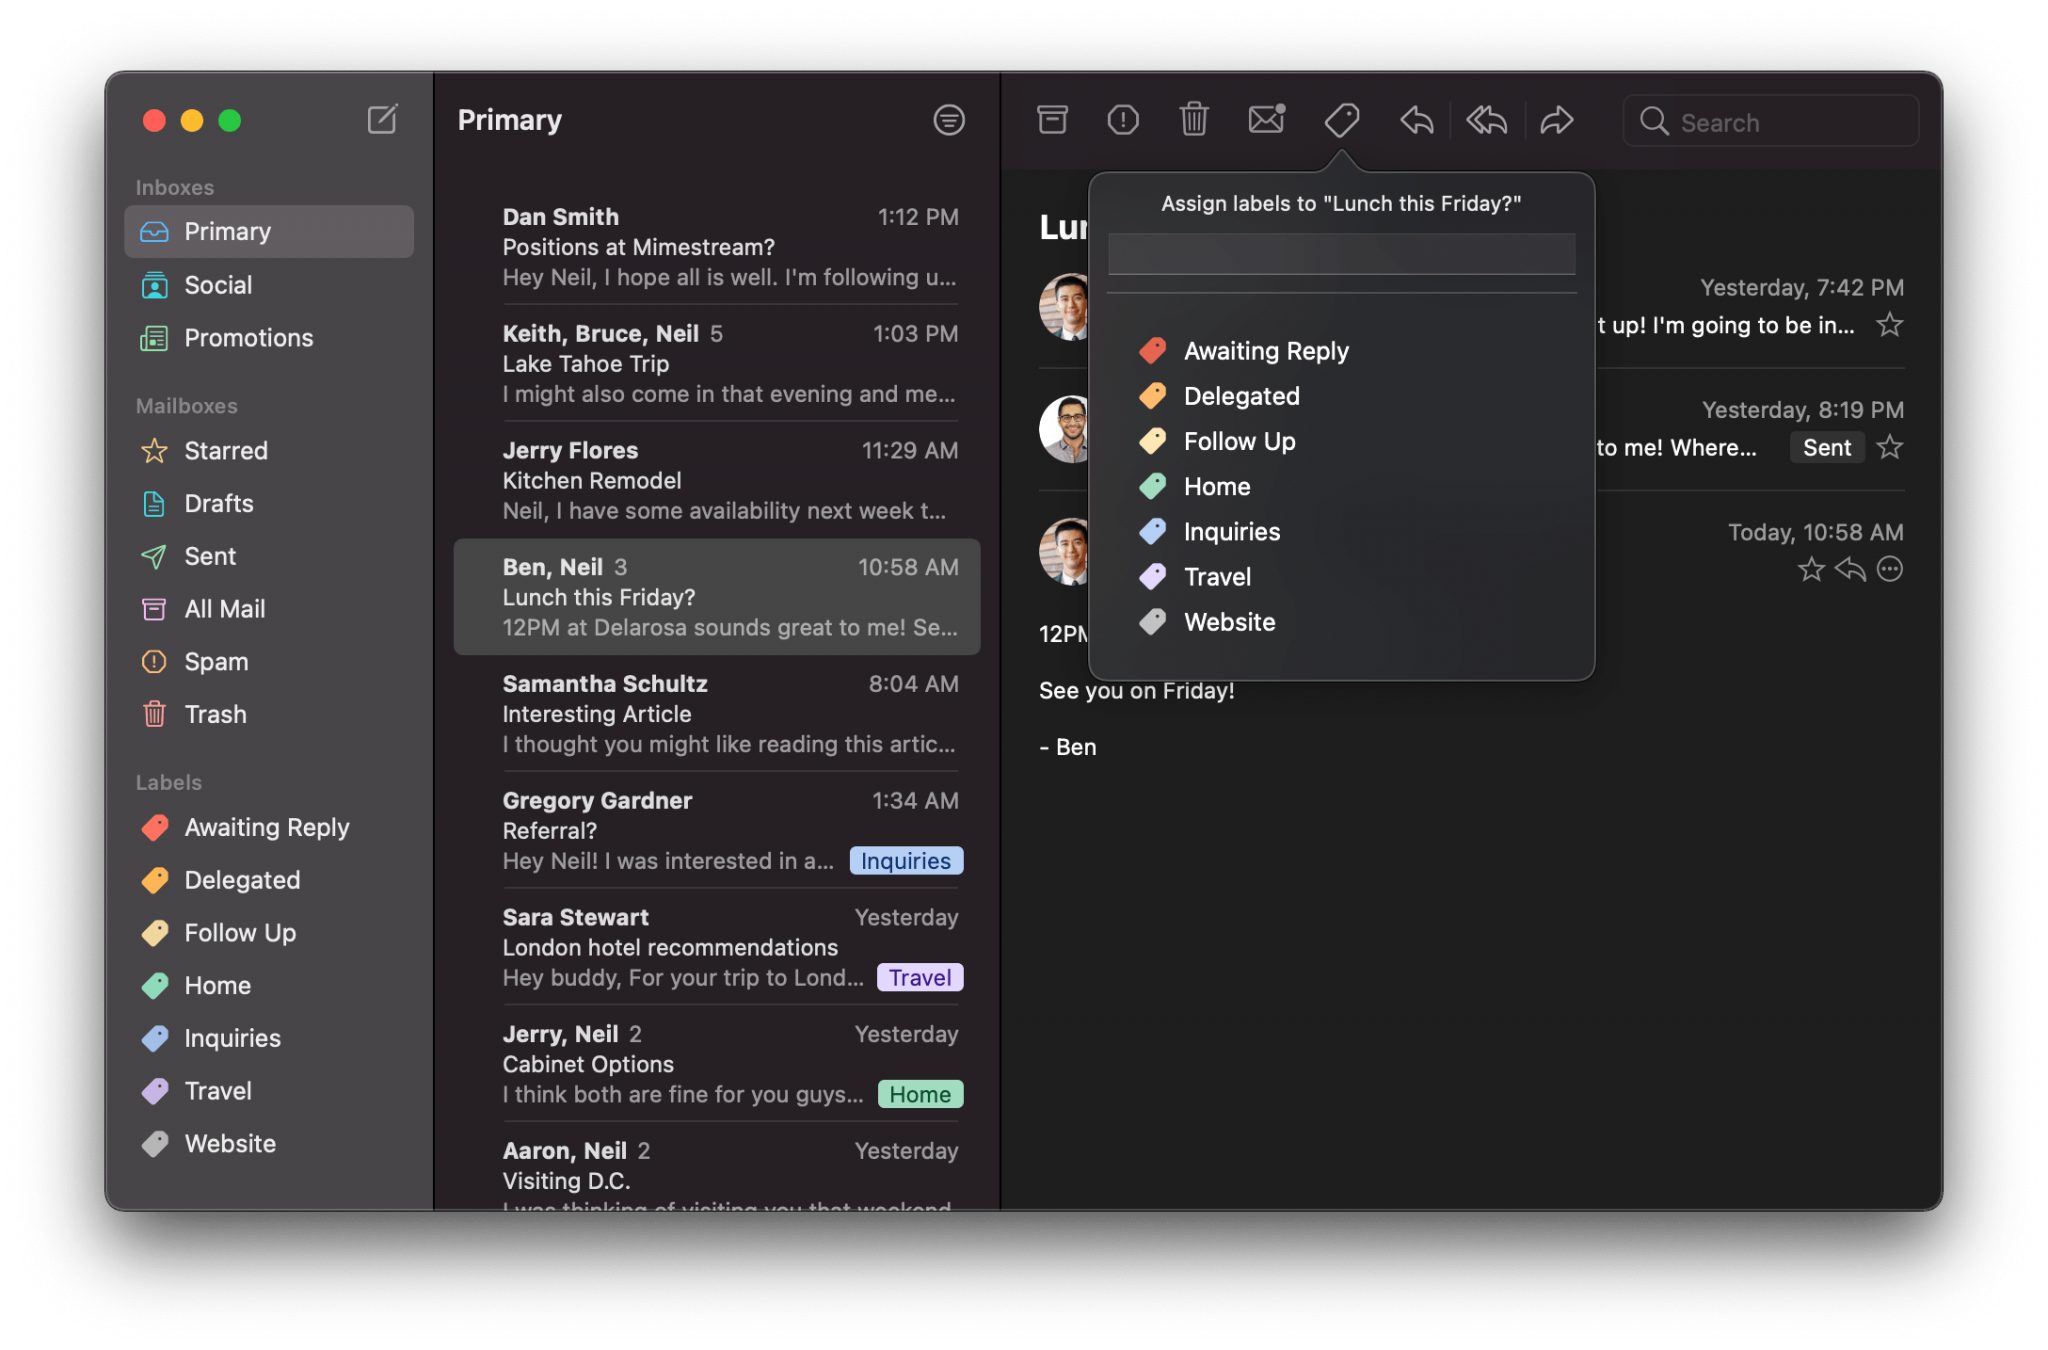 Inboxes
Primary
Social
Promotions
Mailboxes
Starred
Drafts
Sent
All Mail
Spam
Trash
Labels
Awaiting Reply
Delegated
Follow Up
Home
Inquiries
Travel
Website
Primary
Dan Smith 1:12 PM
Positions at Mimestream?
Hey Neil, I hope all is well. I'm following u...
Keith, Bruce, Neil 5 1:03 PM
Lake Tahoe Trip
I might also come in that evening and me...
Jerry Flores 11:29 AM
Kitchen Remodel
Neil, I have some availability next week t...
Ben, Neil 3 10:58 AM
Lunch this Friday?
12PM at Delarosa sounds great to me! Se...
Samantha Schultz 8:04 AM
Interesting Article
I thought you might like reading this artic...
Gregory Gardner 1:34 AM
Referral?
Hey Neil! I was interested in a... Inquiries
Sara Stewart Yesterday
London hotel recommendations
Hey buddy, For your trip to Lond... Travel
Jerry, Neil 2 Yesterday
Cabinet Options
I think both are fine for you guys... Home
Aaron, Neil 2 Yesterday
Visiting D.C.
I was thinking of visiting you that weekend
Search
Assign labels to "Lunch this Friday?"
Awaiting Reply
Delegated
Follow Up
Home
Inquiries
Travel
Website
Lun
Yesterday, 7:42 PM
t up! I'm going to be in...
Yesterday, 8:19 PM
to me! Where... Sent
Today, 10:58 AM
12PM
See you on Friday!
- Ben